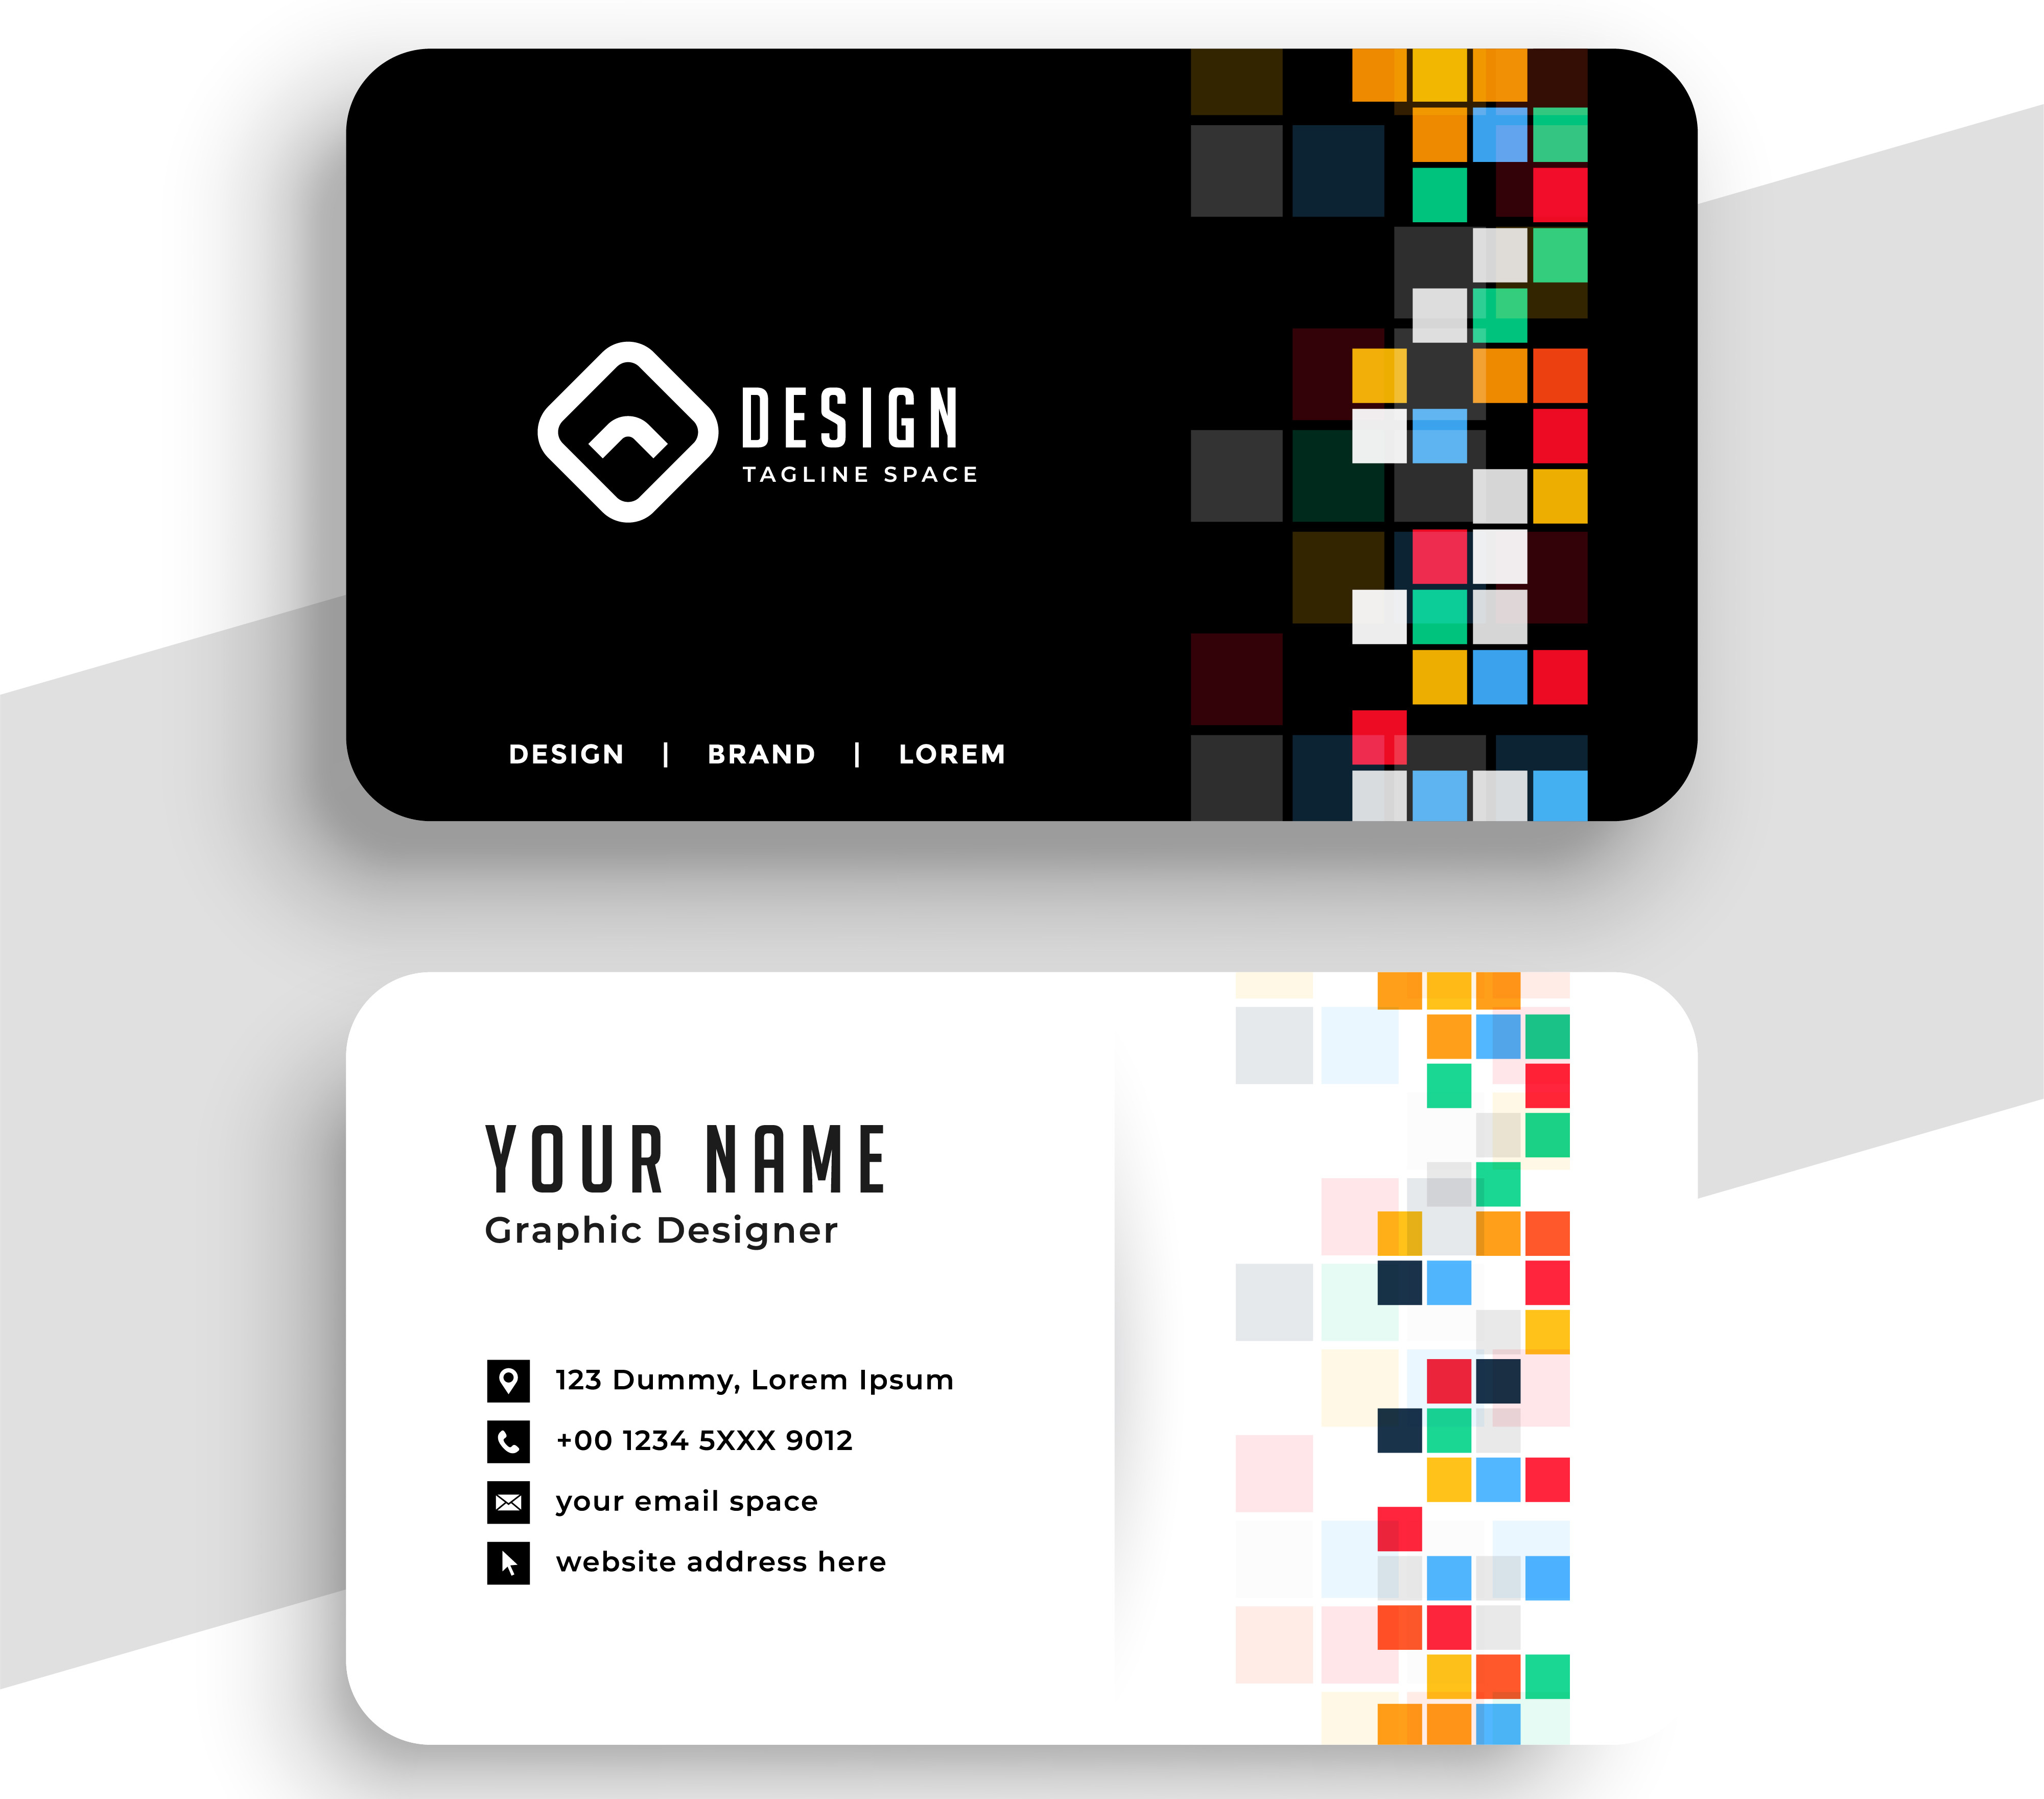 DESIGN
TAGLINE SPACE
DESIGN | BRAND | LOREM
YOUR NAME
Graphic Designer
123 Dummy, Lorem Ipsum
+00 1234 5XXX 9012
your email space
website address here